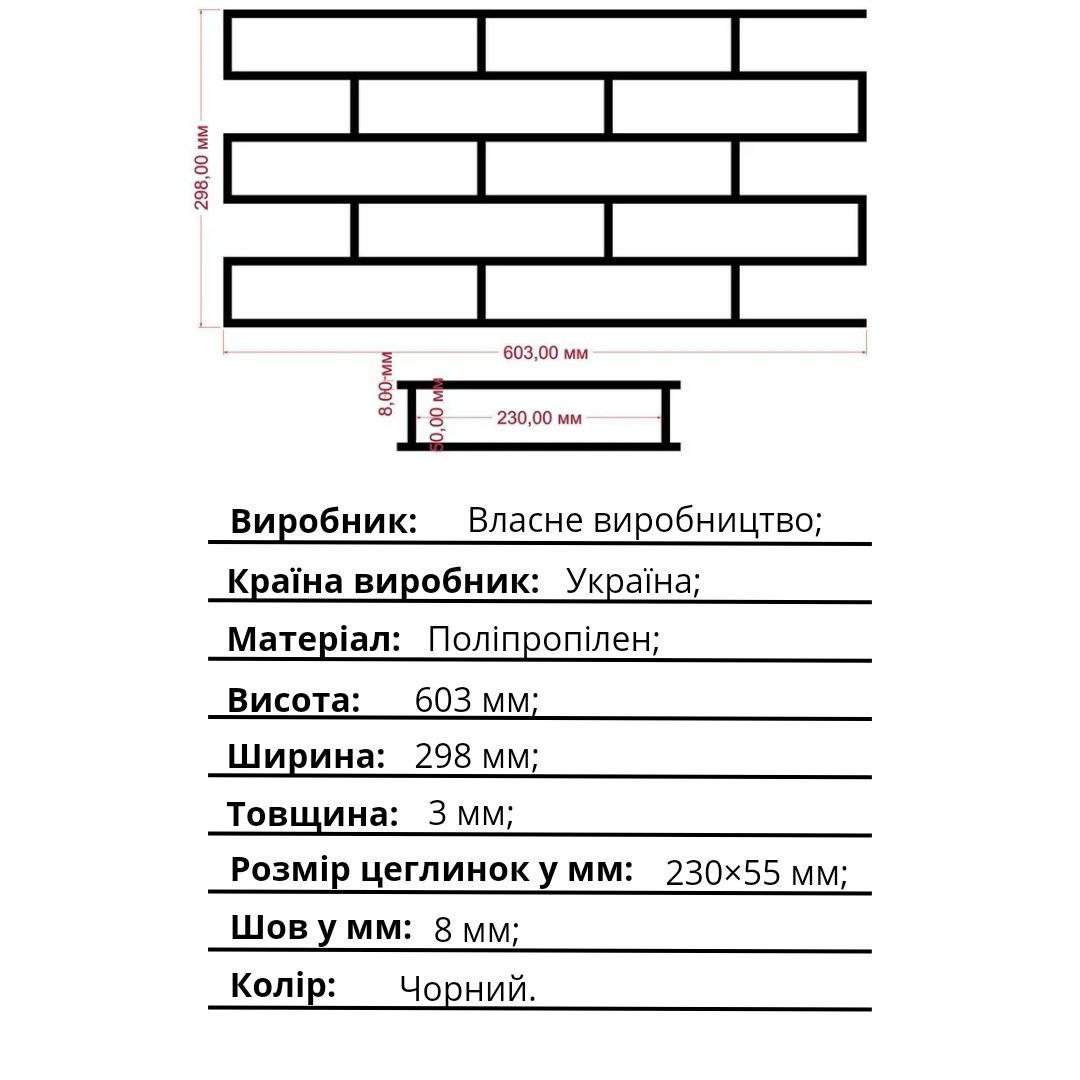 298,00 мм
603,00 мм
8,00 мм
50,00 мм
230,00 мм
Виробник: Власне виробництво;
Країна виробник: Україна;
Матеріал: Поліпропілен;
Висота: 603 мм;
Ширина: 298 мм;
Товщина: 3 мм;
Розмір цеглинок у мм: 230×55 мм;
Шов у мм: 8 мм;
Колір: Чорний.